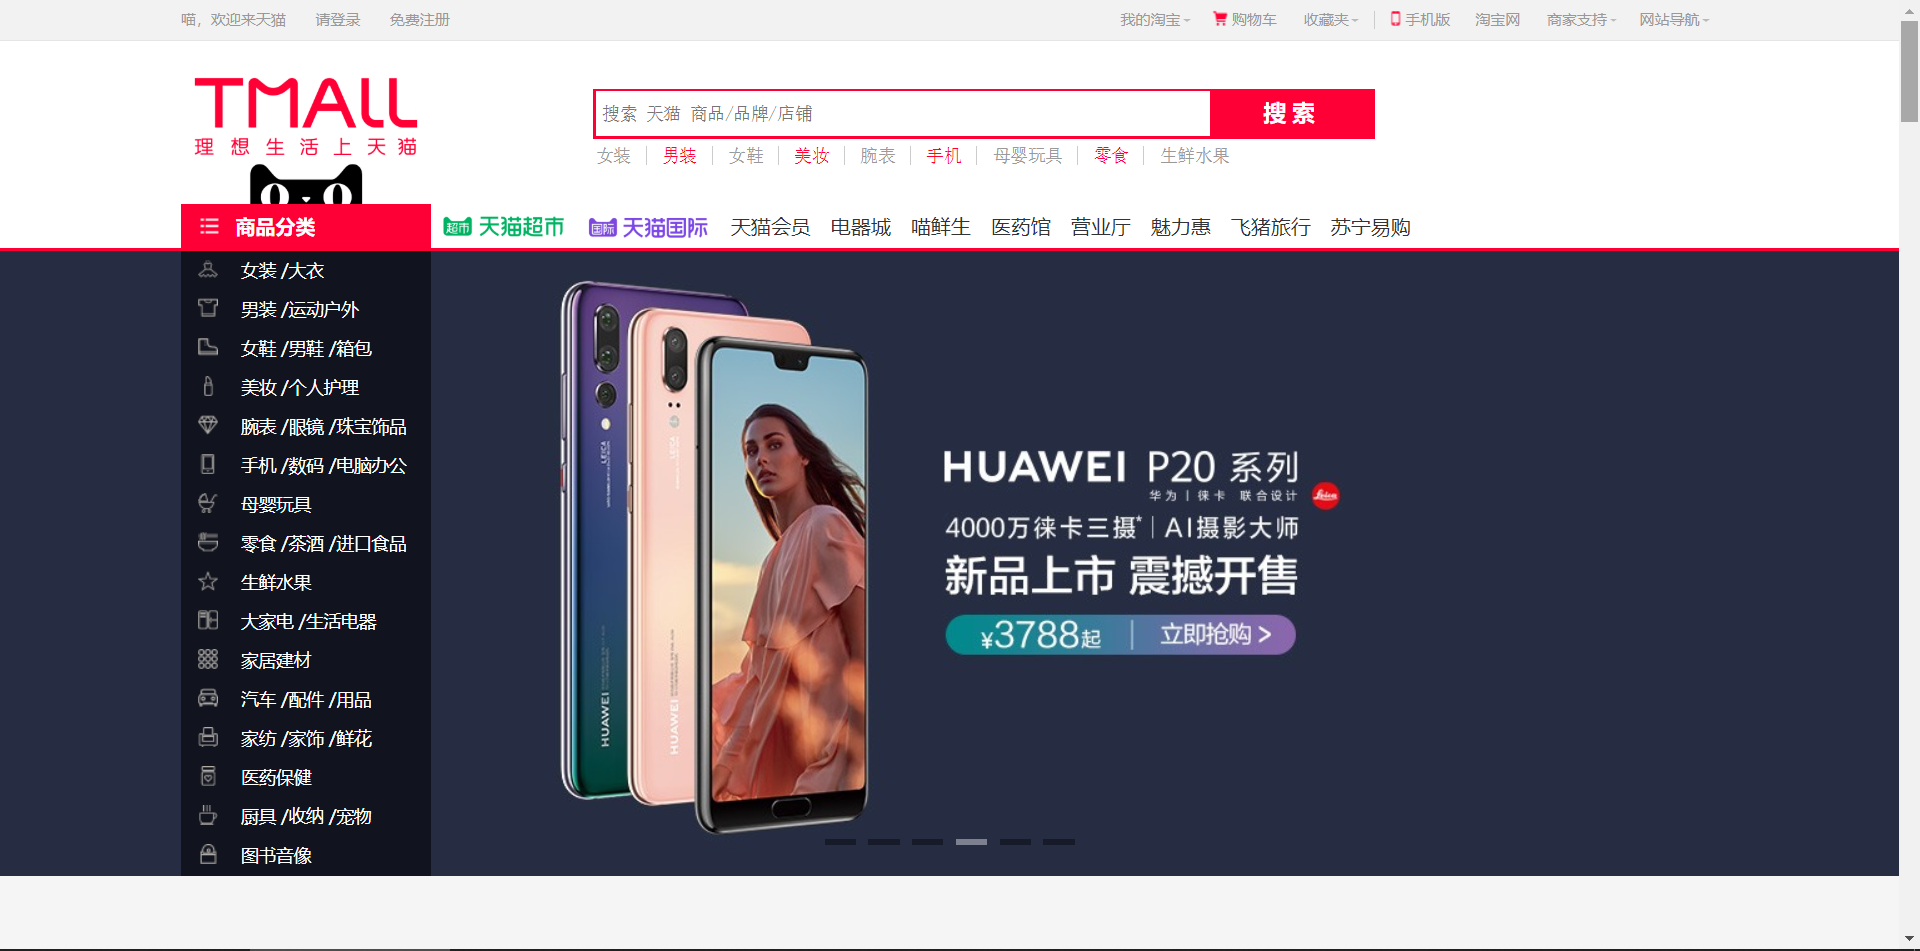 喵，欢迎来天猫 请登录 免费注册 我的淘宝 购物车 收藏夹 手机版 淘宝网 商家支持 网站导航
TMALL
理想生活上天猫
搜索 天猫 商品/品牌/店铺 搜索
女装 男装 女鞋 美妆 腕表 手机 母婴玩具 零食 生鲜水果
商品分类 超市 天猫超市 国际 天猫国际 天猫会员 电器城 喵鲜生 医药馆 营业厅 魅力惠 飞猪旅行 苏宁易购
女装 /大衣
男装 /运动户外
女鞋 /男鞋 /箱包
美妆 /个人护理
腕表 /眼镜 /珠宝饰品
手机 /数码 /电脑办公
母婴玩具
零食 /茶酒 /进口食品
生鲜水果
大家电 /生活电器
家居建材
汽车 /配件 /用品
家纺 /家饰 /鲜花
医药保健
厨具 /收纳 /宠物
图书音像
LEICA
HUAWEI
LEICA
HUAWEI
HUAWEI P20 系列
华为 | 徕卡 联合设计
Leica
4000万徕卡三摄* | AI摄影大师
新品上市 震撼开售
¥3788起 | 立即抢购 >